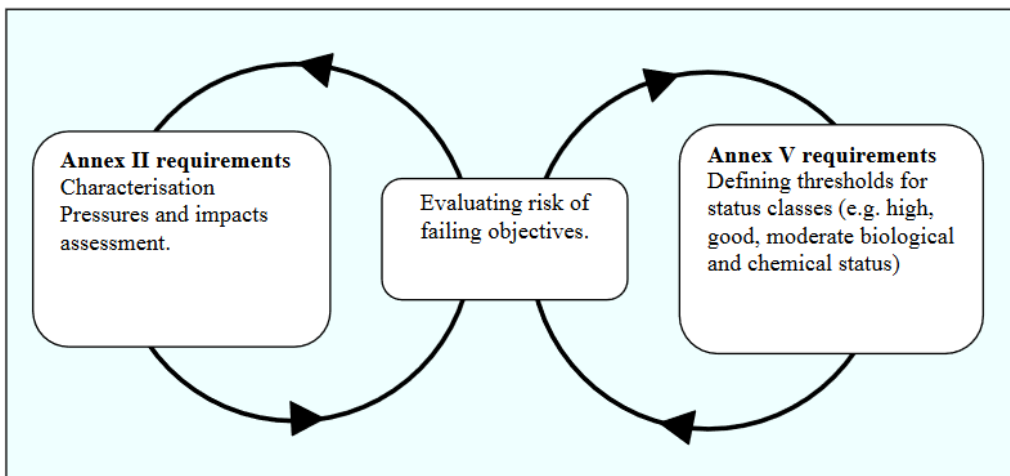 Annex II requirements
Characterisation
Pressures and impacts
assessment.
Evaluating risk of
failing objectives.
Annex V requirements
Defining thresholds for
status classes (e.g. high,
good, moderate biological
and chemical status)